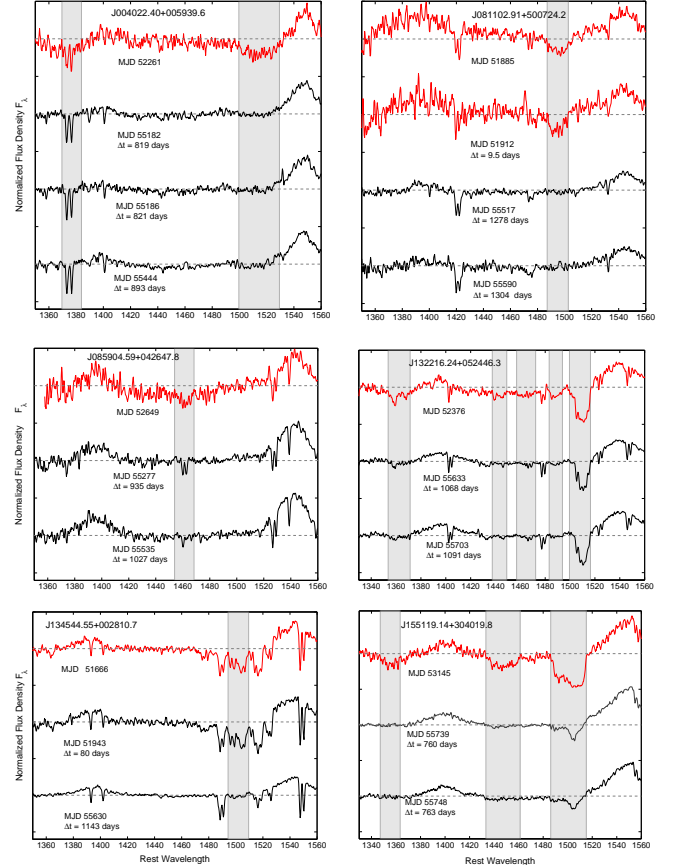 J004022.40+005939.6
MJD 52261
MJD 55182
Δt = 819 days
MJD 55186
Δt = 821 days
MJD 55444
Δt = 893 days
1360 1380 1400 1420 1440 1460 1480 1500 1520 1540 1560
Normalized Flux Density Fλ
J081102.91+500724.2
MJD 51885
MJD 51912
Δt = 9.5 days
MJD 55517
Δt = 1278 days
MJD 55590
Δt = 1304 days
1360 1380 1400 1420 1440 1460 1480 1500 1520 1540 1560
J085904.59+042647.8
MJD 52649
MJD 55277
Δt = 935 days
MJD 55535
Δt = 1027 days
1360 1380 1400 1420 1440 1460 1480 1500 1520 1540 1560
Normalized Flux Density Fλ
J132216.24+052446.3
MJD 52376
MJD 55633
Δt = 1068 days
MJD 55703
Δt = 1091 days
1340 1360 1380 1400 1420 1440 1460 1480 1500 1520 1540 1560
J134544.55+002810.7
MJD 51666
MJD 51943
Δt = 80 days
MJD 55630
Δt = 1143 days
1340 1360 1380 1400 1420 1440 1460 1480 1500 1520 1540 1560
Rest Wavelength
Normalized Flux Density Fλ
J155119.14+304019.8
MJD 53145
MJD 55739
Δt = 760 days
MJD 55748
Δt = 763 days
1340 1360 1380 1400 1420 1440 1460 1480 1500 1520 1540 1560
Rest Wavelength